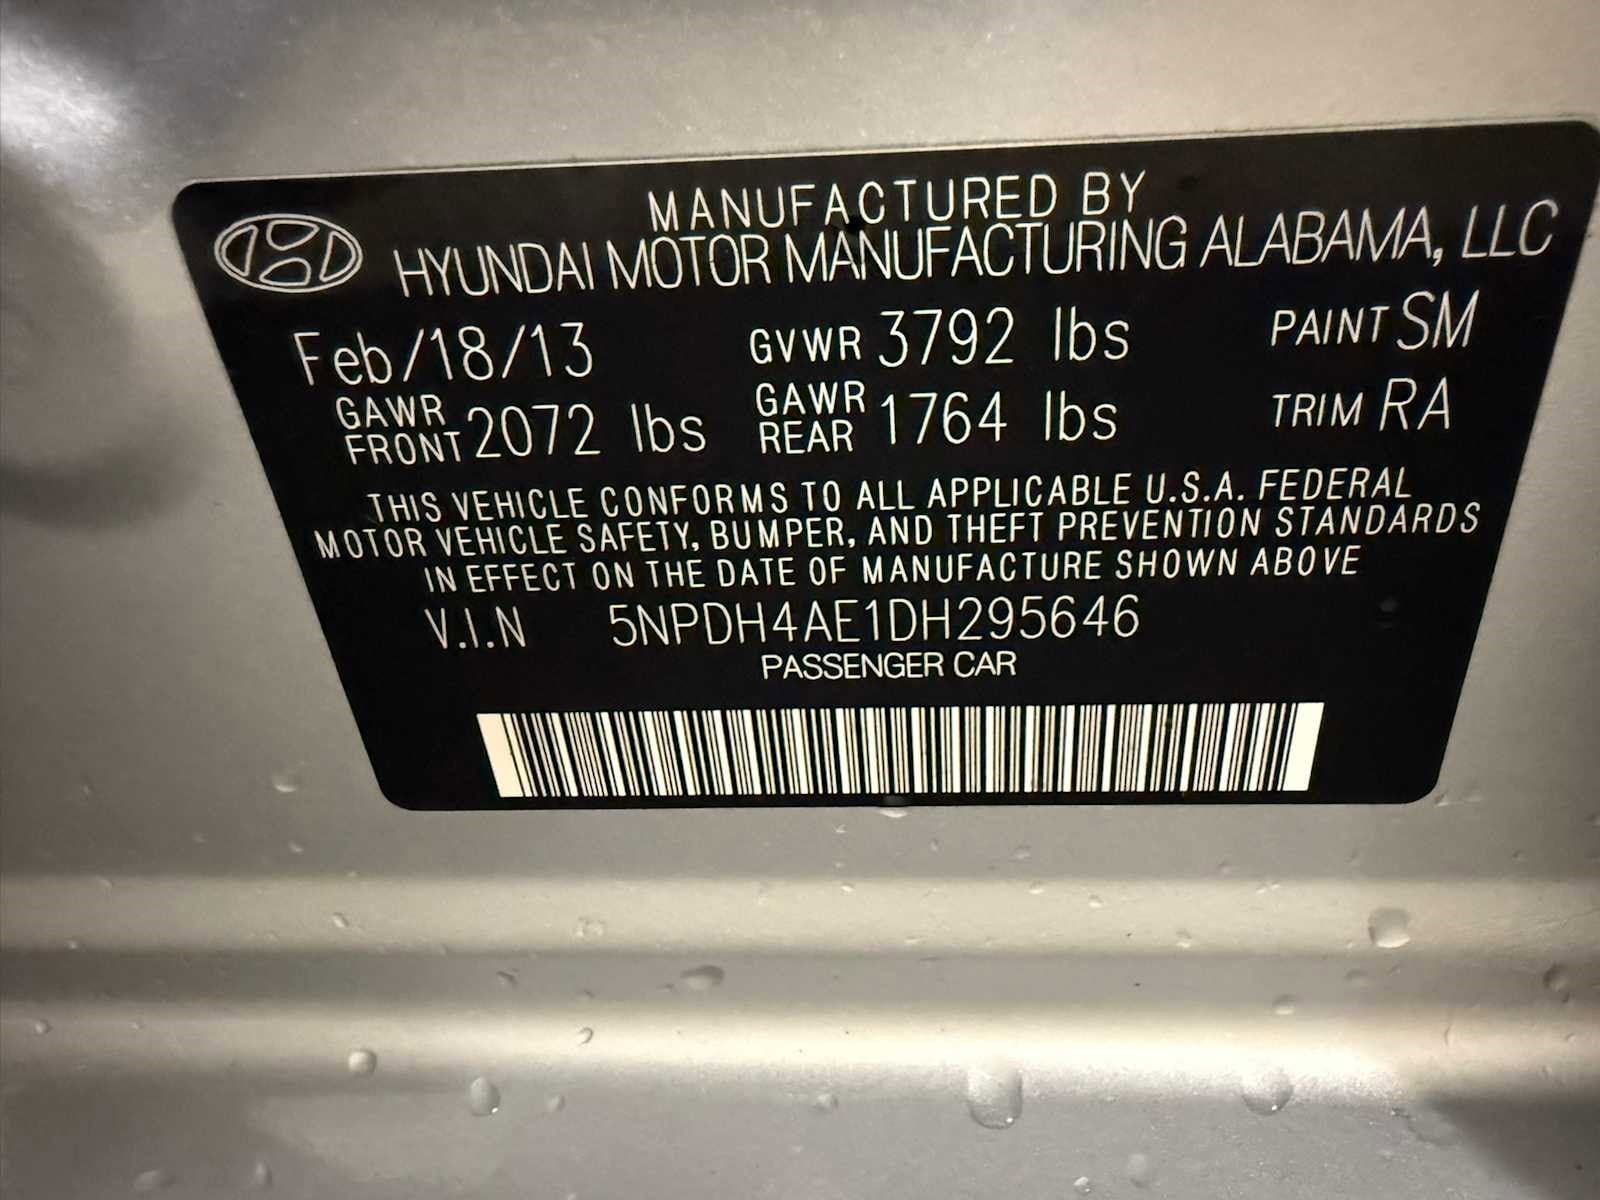 MANUFACTURED BY
HYUNDAI MOTOR MANUFACTURING ALABAMA, LLC
Feb/18/13 GVWR 3792 lbs PAINT SM
GAWR FRONT 2072 lbs GAWR REAR 1764 lbs TRIM RA
THIS VEHICLE CONFORMS TO ALL APPLICABLE U.S.A. FEDERAL
MOTOR VEHICLE SAFETY, BUMPER, AND THEFT PREVENTION STANDARDS
IN EFFECT ON THE DATE OF MANUFACTURE SHOWN ABOVE
V.I.N 5NPDH4AE1DH295646
PASSENGER CAR